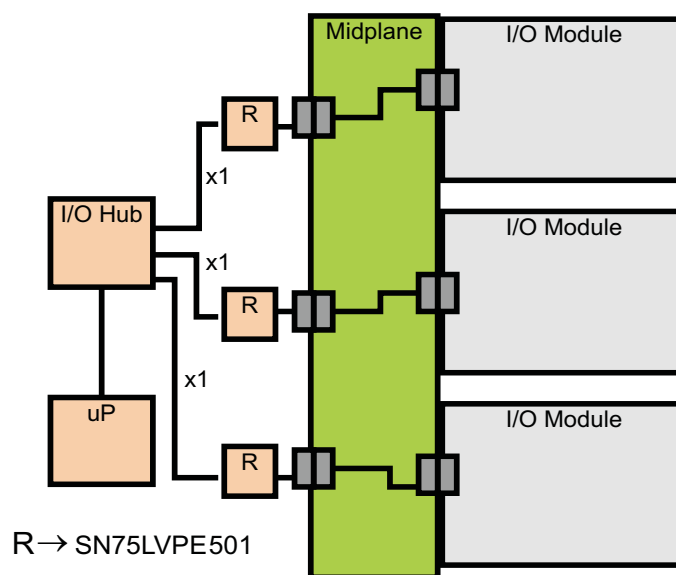 Midplane
I/O Module
R
x1
I/O Hub
I/O Module
x1
R
x1
uP
I/O Module
R
R→ SN75LVPE501